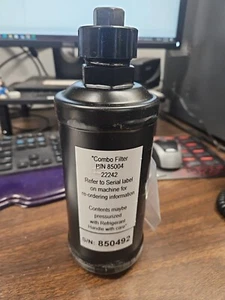 "Combo Filter
P/N 85004
22242
Refer to Serial label
on machine for
re-ordering information.
Contents maybe
pressurized
with Refrigerant
Handle with care"
S/N: 850492